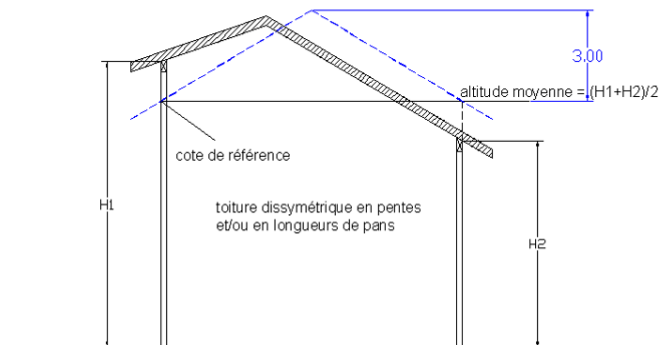 3.00
altitude moyenne = (H1+H2)/2
cote de référence
H1
toiture dissymétrique en pentes
et/ou en longueurs de pans
H2